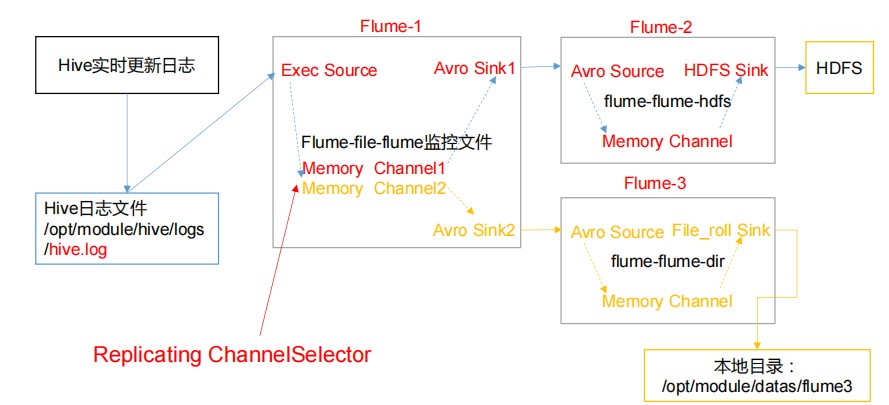 Hive实时更新日志
Hive日志文件
/opt/module/hive/logs
/hive.log
Flume-1
Exec Source
Avro Sink1
Flume-file-flume监控文件
Memory Channel1
Memory Channel2
Avro Sink2
Replicating ChannelSelector
Flume-2
Avro Source
HDFS Sink
flume-flume-hdfs
Memory Channel
HDFS
Flume-3
Avro Source
File_roll Sink
flume-flume-dir
Memory Channel
本地目录：
/opt/module/datas/flume3